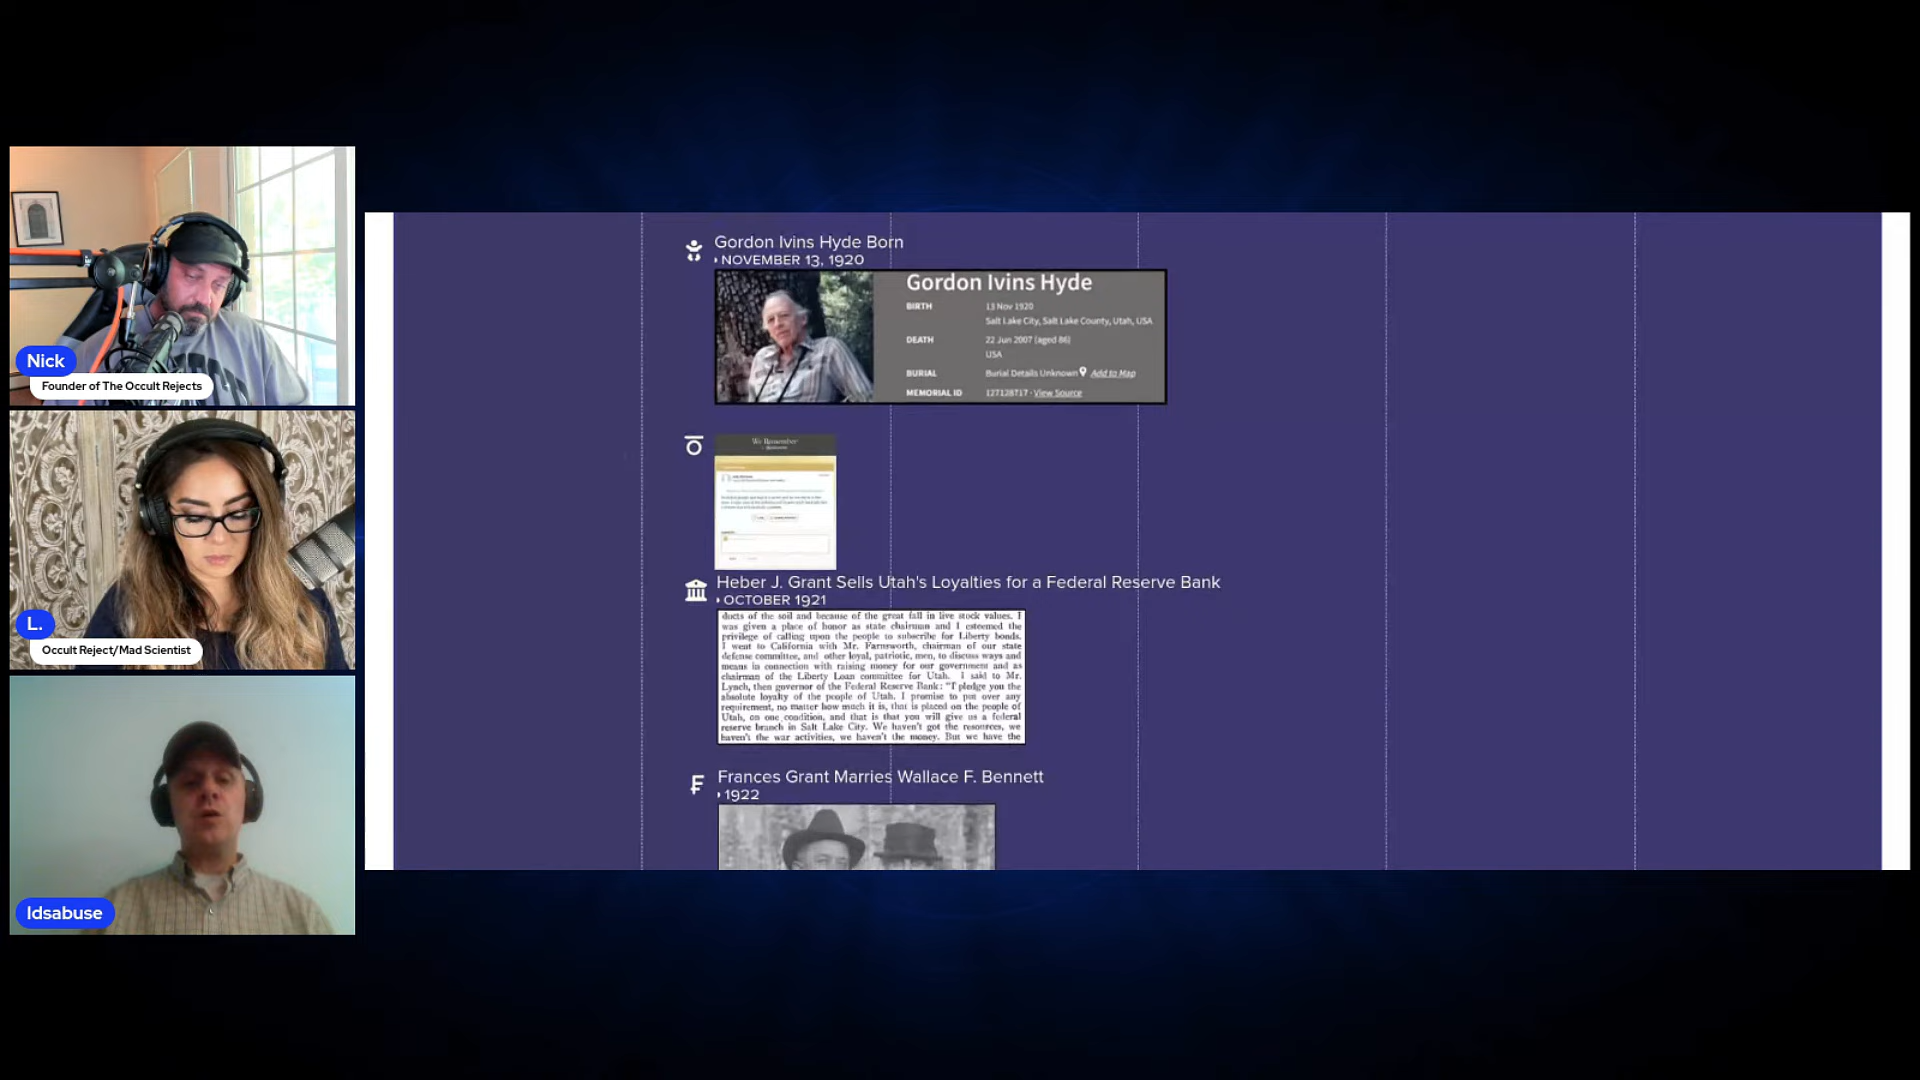 Nick
Founder of The Occult Rejects
L.
Occult Reject/Mad Scientist
Idsabuse
Gordon Ivins Hyde Born
NOVEMBER 13, 1920
Gordon Ivins Hyde
BIRTH 13 Nov 1920
Salt Lake City, Salt Lake County, Utah, USA
DEATH 22 Jun 2007 (aged 86)
USA
BURIAL Burial Details Unknown Add to Map
MEMORIAL ID 127128717 · View Source
We Remember
Heber J. Grant Sells Utah's Loyalties for a Federal Reserve Bank
OCTOBER 1921
ducts of the soil and because of the great fall in live stock values. I
was given a place of honor as state chairman and I esteemed the
privilege of calling upon the people to subscribe for Liberty bonds.
I went to California with Mr. Farnsworth, chairman of our state
defense committee, and other loyal, patriotic, men, to discuss ways and
means in connection with raising money for our government and as
chairman of the Liberty Loan committee for Utah. I said to Mr.
Lynch, then governor of the Federal Reserve Bank: "I pledge you the
absolute loyalty of the people of Utah. I promise to put over any
requirement, no matter how much it is, that is placed on the people of
Utah, on one condition, and that is that you will give us a federal
reserve branch in Salt Lake City. We haven't got the resources, we
haven't the war activities, we haven't the money. But we have the
Frances Grant Marries Wallace F. Bennett
1922